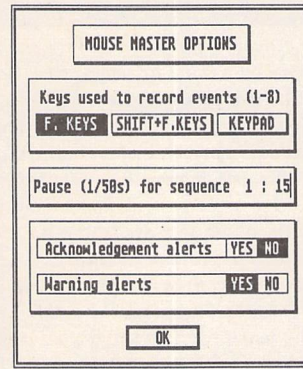 MOUSE MASTER OPTIONS
Keys used to record events (1-8)
F. KEYS SHIFT+F.KEYS KEYPAD
Pause (1/50s) for sequence 1 : 15
Acknowledgement alerts YES NO
Warning alerts YES NO
OK